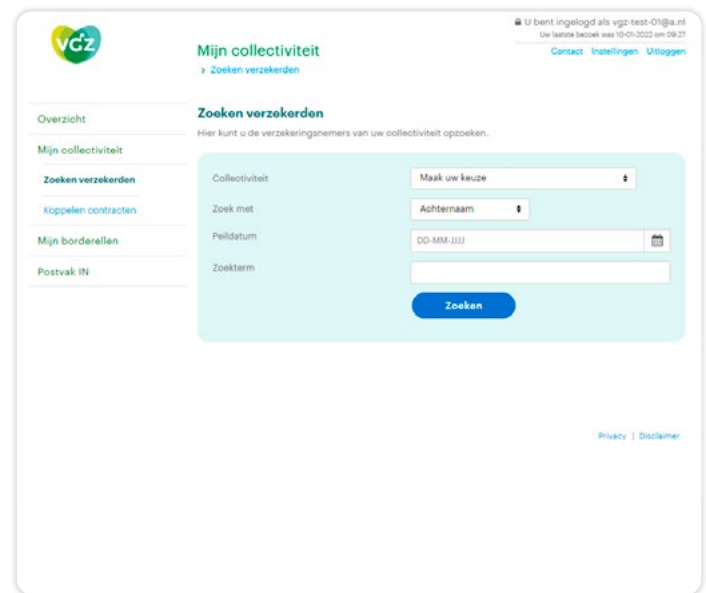 vgz
U bent ingelogd als vgz-test-01@a.nl
Uw laatste bezoek was 10-01-2022 om 09:27
Contact Instellingen Uitloggen
Mijn collectiviteit
> Zoeken verzekerden
Overzicht
Mijn collectiviteit
Zoeken verzekerden
Koppelen contracten
Mijn borderellen
Postvak IN
Zoeken verzekerden
Hier kunt u de verzekeringsnemers van uw collectiviteit opzoeken.
Collectiviteit Maak uw keuze
Zoek met Achternaam
Peildatum DD-MM-JJJJ
Zoekterm
Zoeken
Privacy | Disclaimer